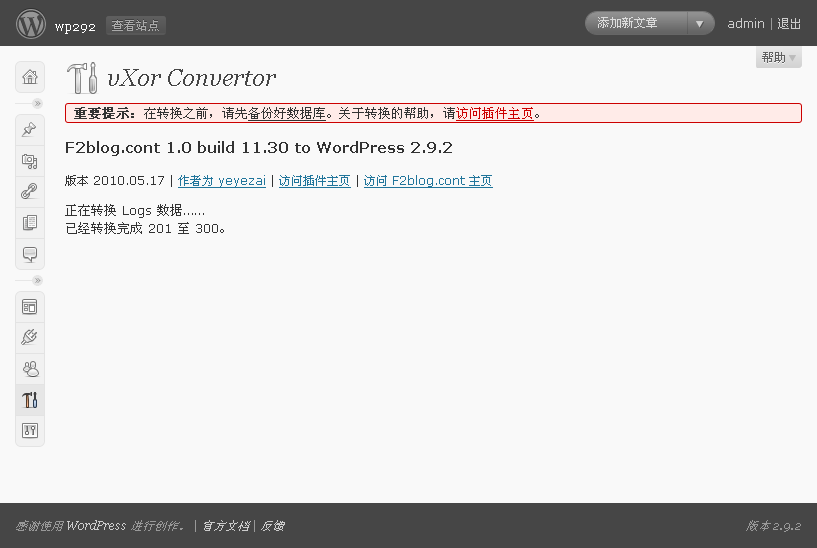 wp292 查看站点 添加新文章 ▼ admin | 退出
帮助 ▼
vXor Convertor
重要提示：在转换之前，请先备份好数据库。关于转换的帮助，请访问插件主页。
F2blog.cont 1.0 build 11.30 to WordPress 2.9.2
版本 2010.05.17 | 作者为 yeyezai | 访问插件主页 | 访问 F2blog.cont 主页
正在转换 Logs 数据……
已经转换完成 201 至 300。
感谢使用 WordPress 进行创作。 | 官方文档 | 反馈 版本 2.9.2